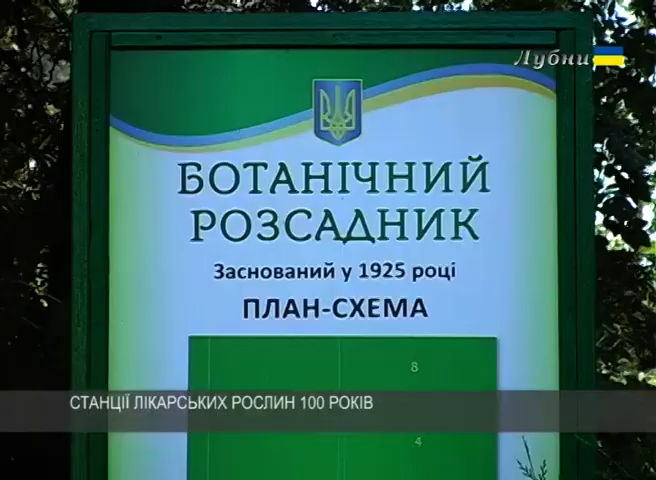 Лубни
БОТАНІЧНИЙ
РОЗСАДНИК
Заснований у 1925 році
ПЛАН-СХЕМА
8
СТАНЦІЇ ЛІКАРСЬКИХ РОСЛИН 100 РОКІВ
4